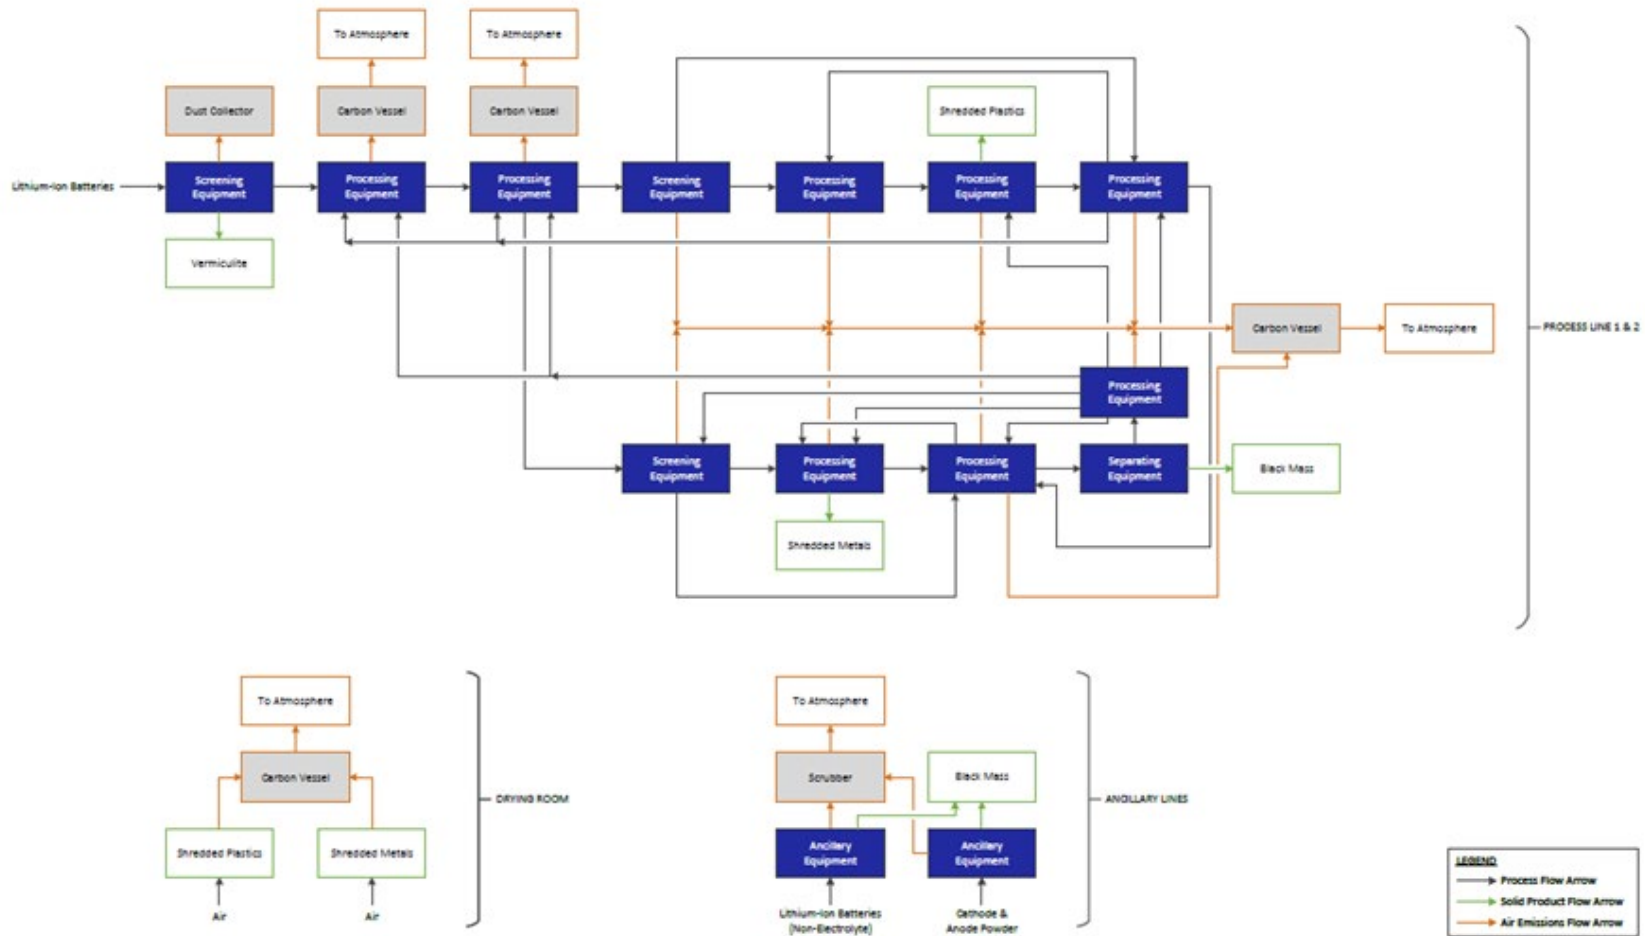 To Atmosphere
To Atmosphere
Dust Collector
Carbon Vessel
Carbon Vessel
Shredded Plastics
Lithium-Ion Batteries
Screening
Equipment
Processing
Equipment
Processing
Equipment
Screening
Equipment
Processing
Equipment
Processing
Equipment
Processing
Equipment
Vermiculite
Carbon Vessel
To Atmosphere
PROCESS LINE 1 & 2
Processing
Equipment
Screening
Equipment
Processing
Equipment
Processing
Equipment
Separating
Equipment
Black Mass
Shredded Metals
To Atmosphere
Carbon Vessel
Shredded Plastics
Shredded Metals
Air
Air
DRYING ROOM
To Atmosphere
Scrubber
Black Mass
Ancillary
Equipment
Ancillary
Equipment
Lithium-Ion Batteries
(Non-Electrolyte)
Cathode &
Anode Powder
ANCILLARY LINES
LEGEND
Process Flow Arrow
Solid Product Flow Arrow
Air Emissions Flow Arrow